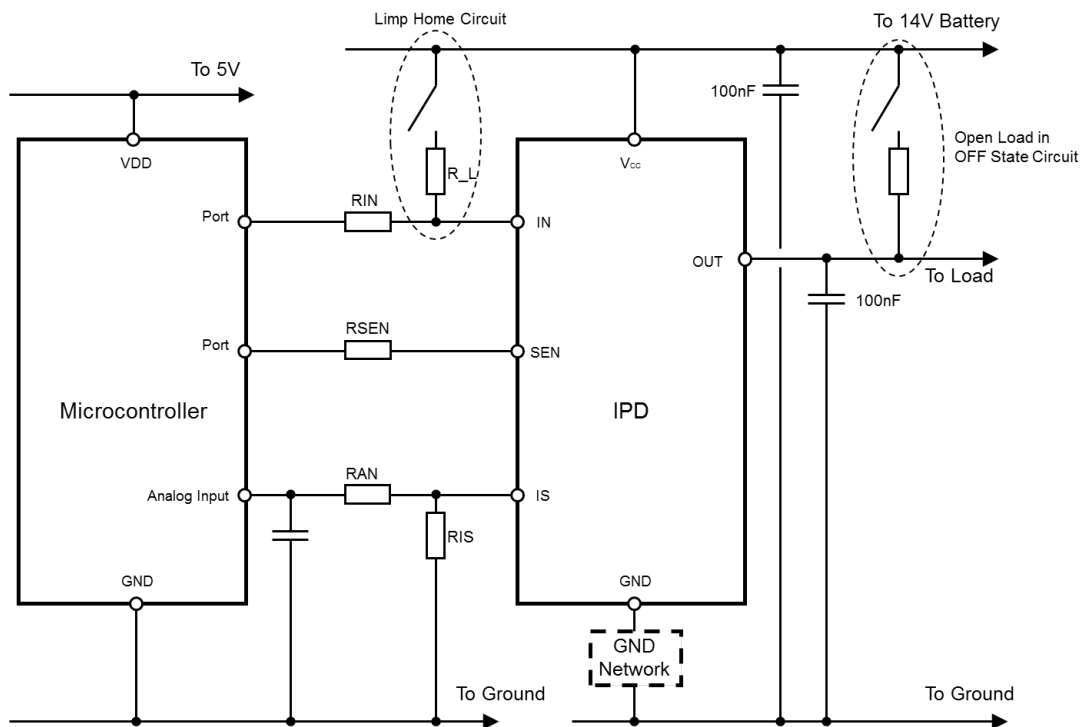 Limp Home Circuit
To 14V Battery
To 5V
100nF
Open Load in
OFF State Circuit
VDD
Vcc
R_L
Port
RIN
IN
OUT
To Load
100nF
Port
RSEN
SEN
Microcontroller
IPD
RAN
Analog Input
IS
RIS
GND
GND
GND
Network
To Ground
To Ground